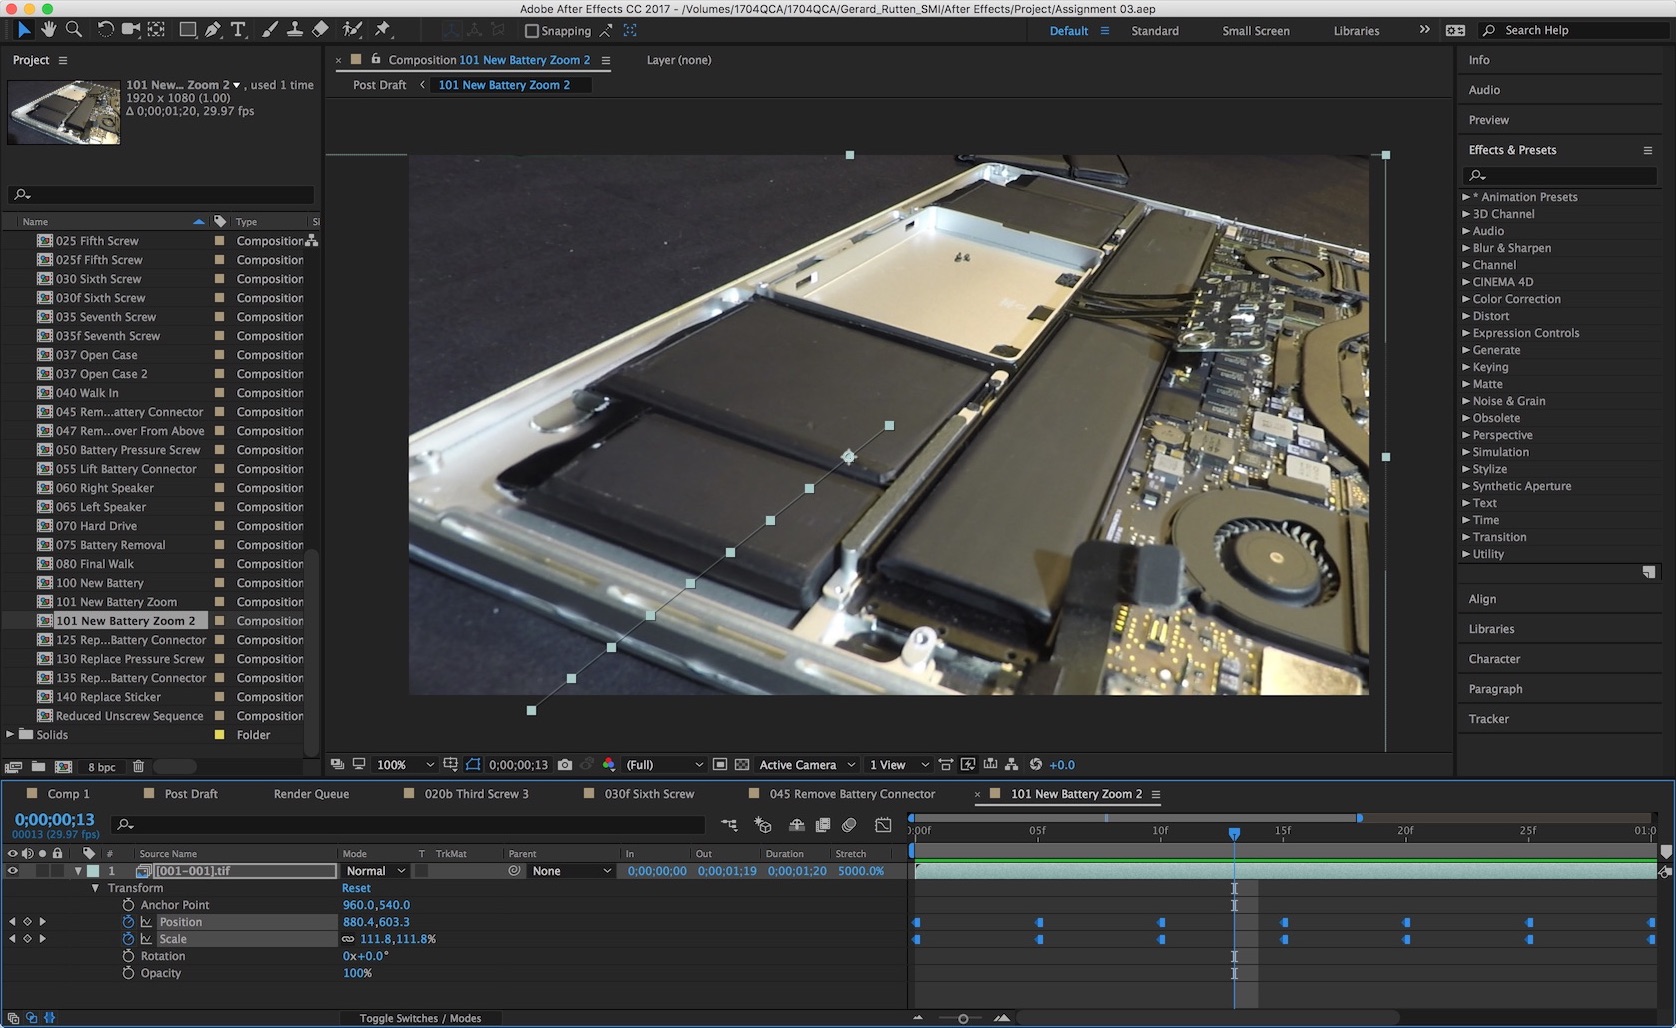 Adobe After Effects CC 2017 - /Volumes/1704QCA/1704QCA/Gerard_Rutten_SMI/After Effects/Project/Assignment 03.aep
Snapping
Default
Standard
Small Screen
Libraries
Search Help
Project
101 New... Zoom 2 , used 1 time
1920 x 1080 (1.00)
Δ 0;00;01;20, 29.97 fps
Name Type Si
025 Fifth Screw Composition
025f Fifth Screw Composition
030 Sixth Screw Composition
030f Sixth Screw Composition
035 Seventh Screw Composition
035f Seventh Screw Composition
037 Open Case Composition
037 Open Case 2 Composition
040 Walk In Composition
045 Rem...attery Connector Composition
047 Rem...over From Above Composition
050 Battery Pressure Screw Composition
055 Lift Battery Connector Composition
060 Right Speaker Composition
065 Left Speaker Composition
070 Hard Drive Composition
075 Battery Removal Composition
080 Final Walk Composition
100 New Battery Composition
101 New Battery Zoom Composition
101 New Battery Zoom 2 Composition
125 Rep...Battery Connector Composition
130 Replace Pressure Screw Composition
135 Rep...Battery Connector Composition
140 Replace Sticker Composition
Reduced Unscrew Sequence Composition
Solids Folder
8 bpc
Composition 101 New Battery Zoom 2
Layer (none)
Post Draft 101 New Battery Zoom 2
100%
0;00;00;13
(Full)
Active Camera
1 View
+0.0
Info
Audio
Preview
Effects & Presets
* Animation Presets
3D Channel
Audio
Blur & Sharpen
Channel
CINEMA 4D
Color Correction
Distort
Expression Controls
Generate
Keying
Matte
Noise & Grain
Obsolete
Perspective
Simulation
Stylize
Synthetic Aperture
Text
Time
Transition
Utility
Align
Libraries
Character
Paragraph
Tracker
Comp 1
Post Draft
Render Queue
020b Third Screw 3
030f Sixth Screw
045 Remove Battery Connector
101 New Battery Zoom 2
0;00;00;13
00013 (29.97 fps)
0:00f 05f 10f 15f 20f 25f 01:0
# Source Name Mode T TrkMat Parent In Out Duration Stretch
1 [001-001].tif Normal None 0;00;00;00 0;00;01;19 0;00;01;20 5000.0%
Transform Reset
Anchor Point 960.0,540.0
Position 880.4,603.3
Scale 111.8,111.8%
Rotation 0x+0.0°
Opacity 100%
Toggle Switches / Modes